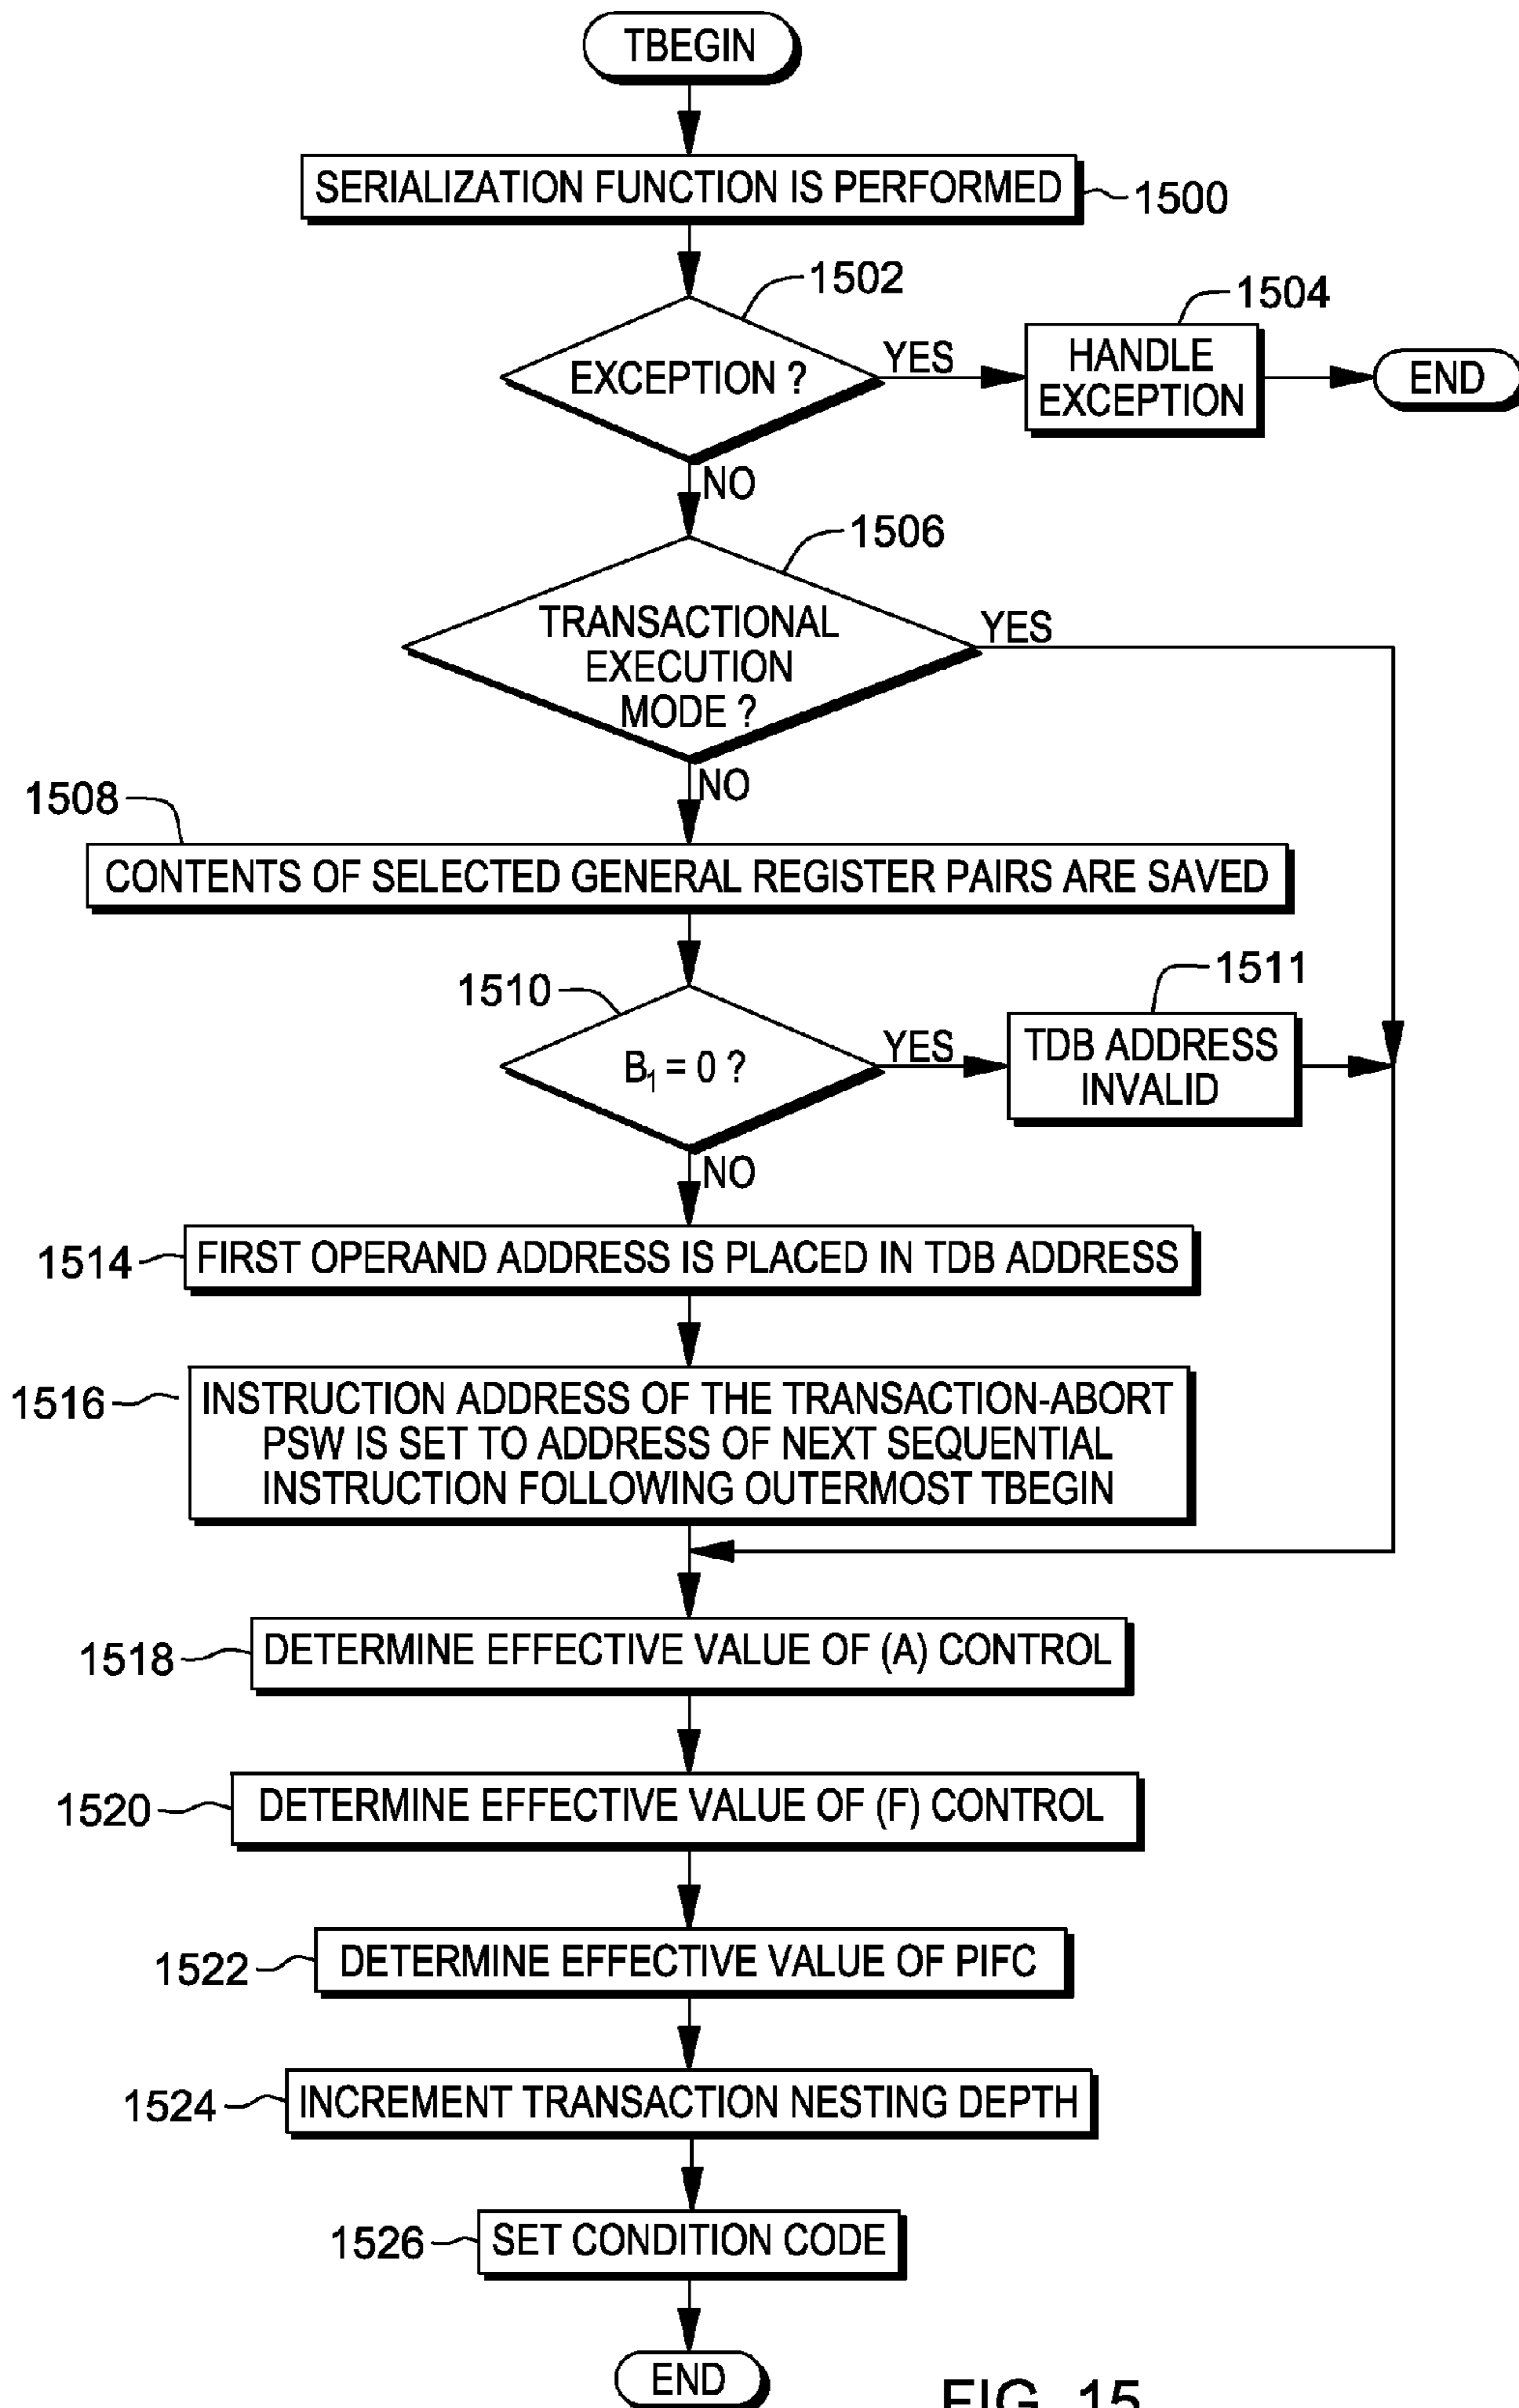 TBEGIN
SERIALIZATION FUNCTION IS PERFORMED
1500
1502
EXCEPTION ?
YES
1504
HANDLE
EXCEPTION
END
NO
1506
TRANSACTIONAL
EXECUTION
MODE ?
YES
NO
1508
CONTENTS OF SELECTED GENERAL REGISTER PAIRS ARE SAVED
1510
B1 = 0 ?
YES
1511
TDB ADDRESS
INVALID
NO
1514
FIRST OPERAND ADDRESS IS PLACED IN TDB ADDRESS
1516
INSTRUCTION ADDRESS OF THE TRANSACTION-ABORT
PSW IS SET TO ADDRESS OF NEXT SEQUENTIAL
INSTRUCTION FOLLOWING OUTERMOST TBEGIN
1518
DETERMINE EFFECTIVE VALUE OF (A) CONTROL
1520
DETERMINE EFFECTIVE VALUE OF (F) CONTROL
1522
DETERMINE EFFECTIVE VALUE OF PIFC
1524
INCREMENT TRANSACTION NESTING DEPTH
1526
SET CONDITION CODE
END
FIG. 15